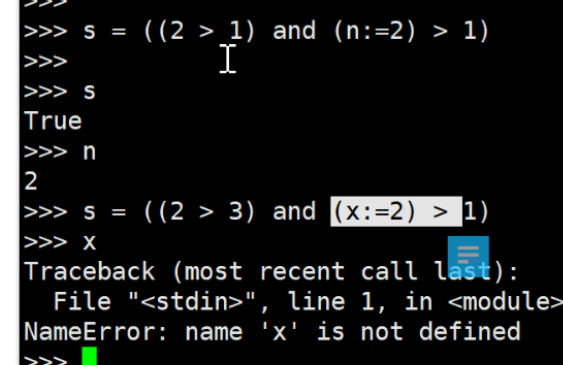 >>>
>>> s = ((2 > 1) and (n:=2) > 1)
>>>
>>> s
True
>>> n
2
>>> s = ((2 > 3) and (x:=2) > 1)
>>> x
Traceback (most recent call last):
  File "<stdin>", line 1, in <module>
NameError: name 'x' is not defined
>>>